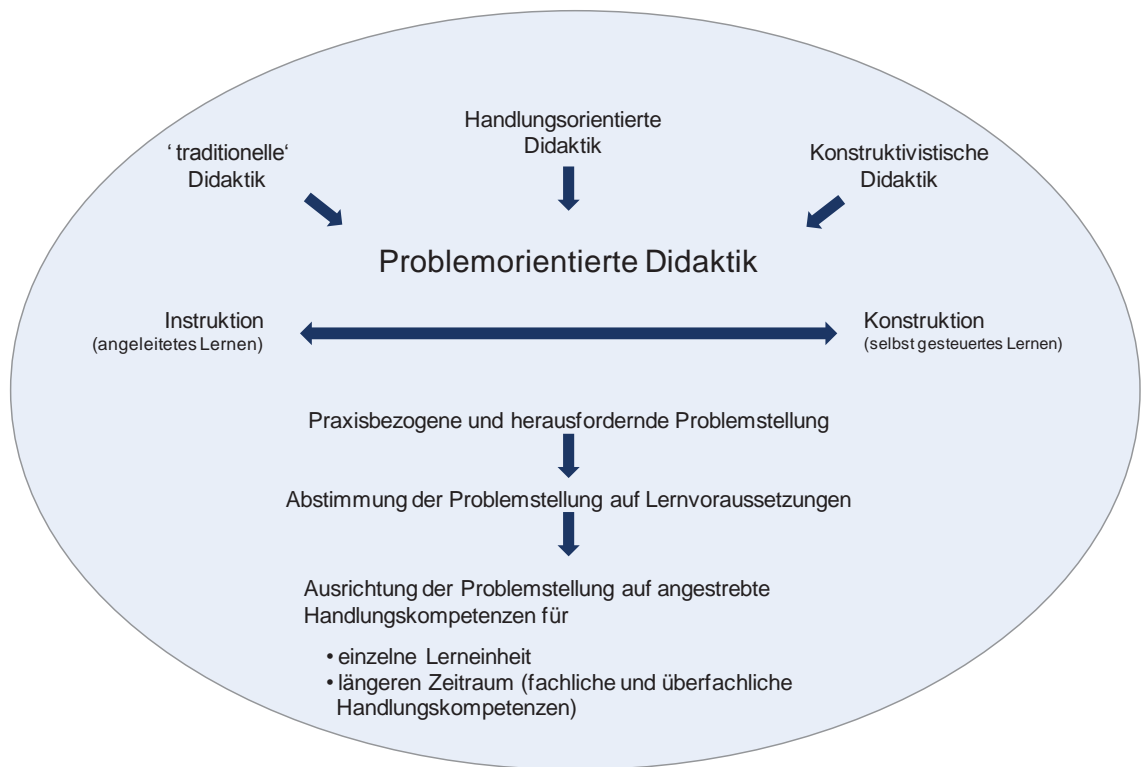 Handlungsorientierte
Didaktik
‘ traditionelle‘
Didaktik
Konstruktivistische
Didaktik
Problemorientierte Didaktik
Instruktion
(angeleitetes Lernen)
Konstruktion
(selbst gesteuertes Lernen)
Praxisbezogene und herausfordernde Problemstellung
Abstimmung der Problemstellung auf Lernvoraussetzungen
Ausrichtung der Problemstellung auf angestrebte
Handlungskompetenzen für
• einzelne Lerneinheit
• längeren Zeitraum (fachliche und überfachliche
Handlungskompetenzen)